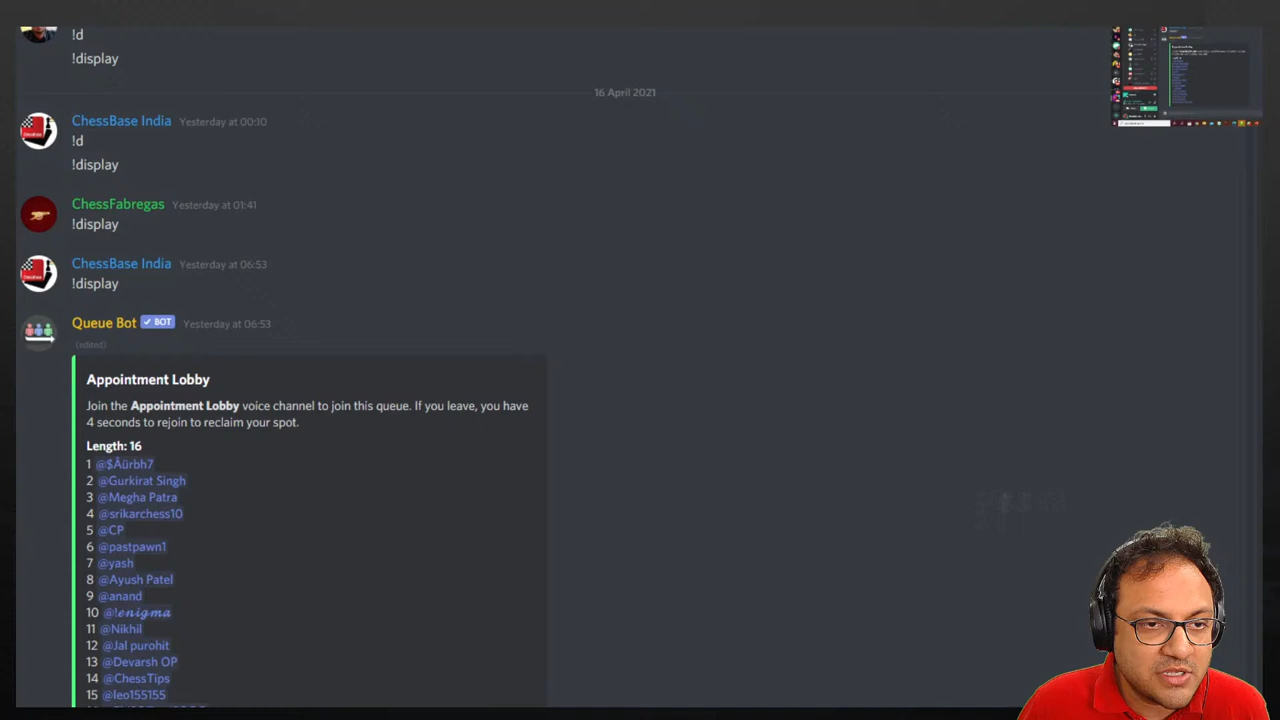 !d
!display
16 April 2021
ChessBase India Yesterday at 00:10
!d
!display
ChessFabregas Yesterday at 01:41
!display
ChessBase India Yesterday at 06:53
!display
Queue Bot ✓ BOT Yesterday at 06:53
(edited)
Appointment Lobby
Join the Appointment Lobby voice channel to join this queue. If you leave, you have
4 seconds to rejoin to reclaim your spot.
Length: 16
1 @$Åürbh7
2 @Gurkirat Singh
3 @Megha Patra
4 @srikarchess10
5 @CP
6 @pastpawn1
7 @yash
8 @Ayush Patel
9 @anand
10 @!𝓮𝓷𝓲𝓰𝓶𝓪
11 @Nikhil
12 @Jal purohit
13 @Devarsh OP
14 @ChessTips
15 @leo155155